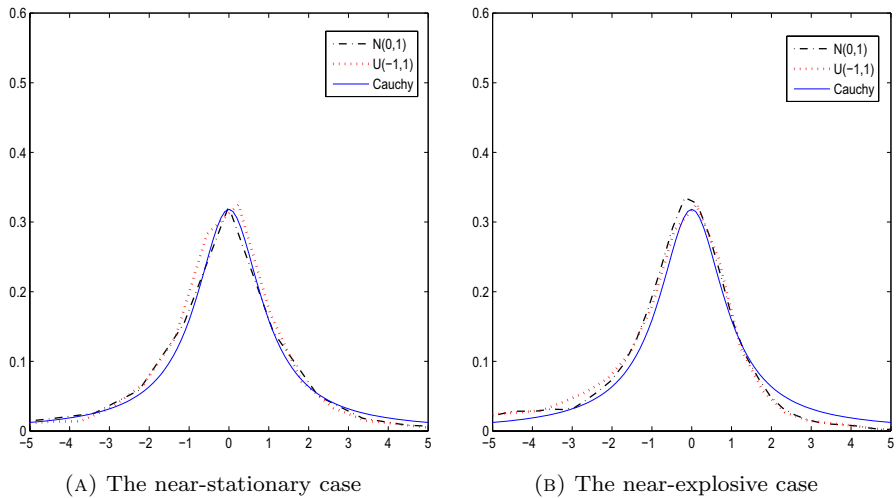 0.6
0.5
0.4
0.3
0.2
0.1
0
−5 −4 −3 −2 −1 0 1 2 3 4 5
N(0,1)
U(−1,1)
Cauchy
(A) The near-stationary case
0.6
0.5
0.4
0.3
0.2
0.1
0
−5 −4 −3 −2 −1 0 1 2 3 4 5
N(0,1)
U(−1,1)
Cauchy
(B) The near-explosive case